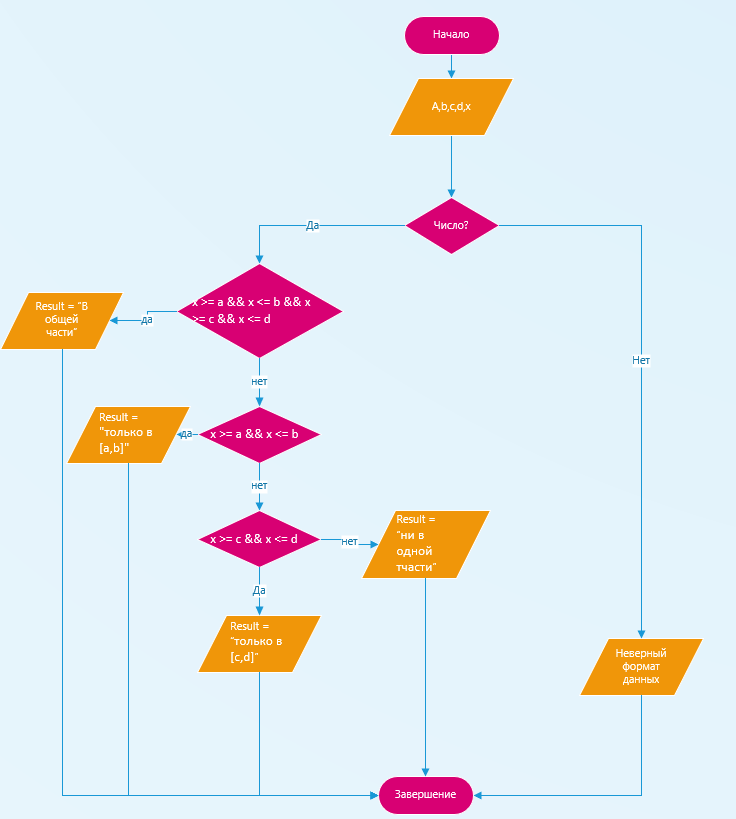 Начало
A,b,c,d,x
Число?
Да
Нет
x >= a && x <= b && x
>= c && x <= d
да
Result = "В
общей
части"
нет
x >= a && x <= b
да
Result =
"только в
[a,b]"
нет
x >= c && x <= d
нет
Result =
"ни в
одной
тчасти"
Да
Result =
"только в
[c,d]"
Неверный
формат
данных
Завершение